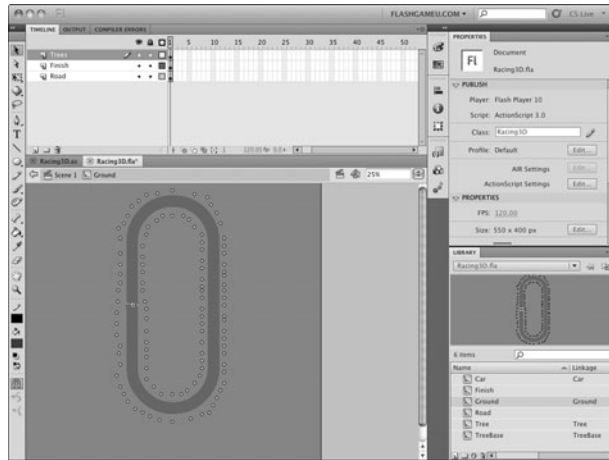 Fl
FLASHGAMEU.COM
CS Live
TIMELINE OUTPUT COMPILER ERRORS
5 10 15 20 25 30 35 40 45 50
Trees
Finish
Road
Racing3D.as Racing3D.fla*
Scene 1 Ground 25%
PROPERTIES
Fl
Document
Racing3D.fla
PUBLISH
Player: Flash Player 10
Script: ActionScript 3.0
Class: Racing3D
Profile: Default Edit...
AIR Settings Edit...
ActionScript Settings Edit...
PROPERTIES
FPS: 120.00
Size: 550 x 400 px Edit...
LIBRARY
Racing3D.fla
6 items
Name Linkage
Car Car
Finish
Ground Ground
Road
Tree Tree
TreeBase TreeBase